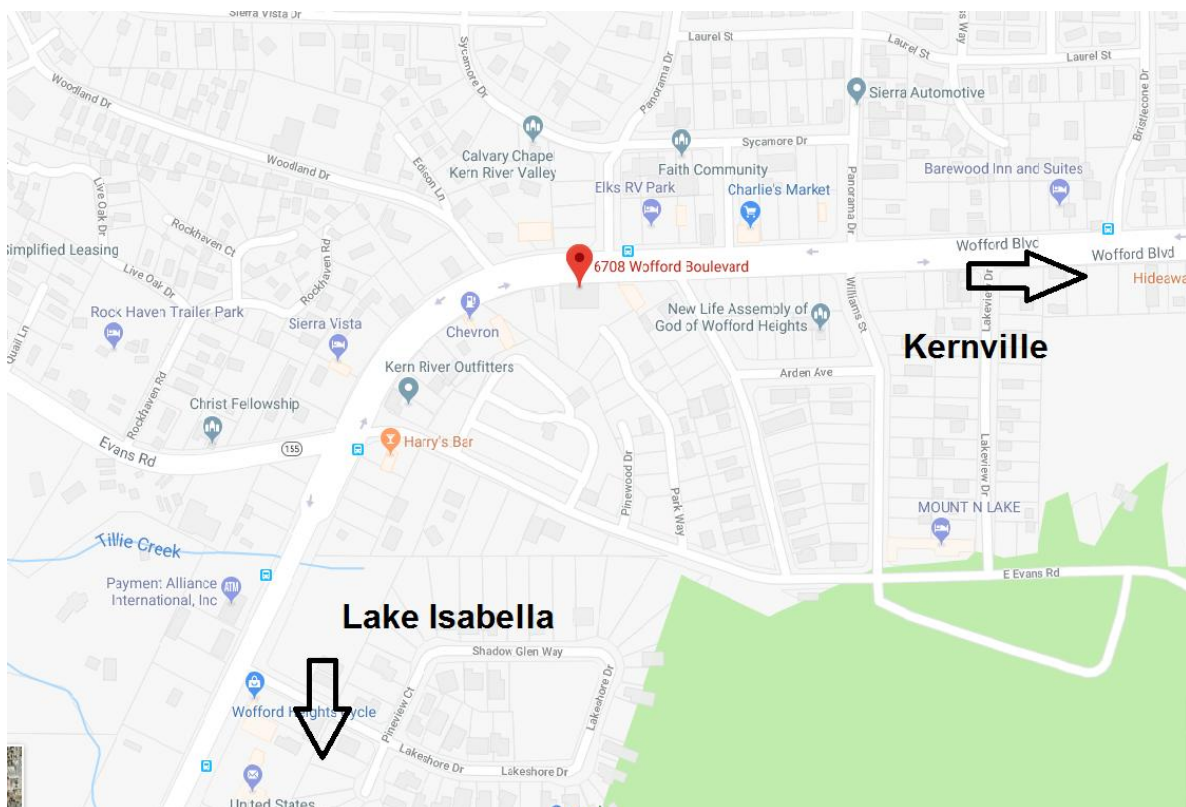 Sierra Vista Dr
Laurel St
Laurel St
Laurel St
Sycamore Dr
Panorama Dr
Bristlecone Dr
Woodland Dr
Sierra Automotive
Calvary Chapel
Kern River Valley
Sycamore Dr
Faith Community
Woodland Dr
Edison Ln
Elks RV Park
Charlie's Market
Panorama Dr
Barewood Inn and Suites
Live Oak Dr
Rockhaven Ct
Rockhaven Rd
Simplified Leasing
Live Oak Dr
6708 Wofford Boulevard
Wofford Blvd
Wofford Blvd
Hideawa
Rock Haven Trailer Park
Sierra Vista
Chevron
New Life Assembly of
God of Wofford Heights
Williams St
Lakeview Dr
Kernville
Quail Ln
Kern River Outfitters
Arden Ave
Rockhaven Rd
Christ Fellowship
Evans Rd
155
Harry's Bar
Pinewood Dr
Park Way
Lakeview Dr
MOUNT N LAKE
Tillie Creek
E Evans Rd
Payment Alliance
International, Inc
ATM
Lake Isabella
Shadow Glen Way
Wofford Heights Cycle
Pineview Ct
Lakeshore Dr
Lakeshore Dr
Lakeshore Dr
United States